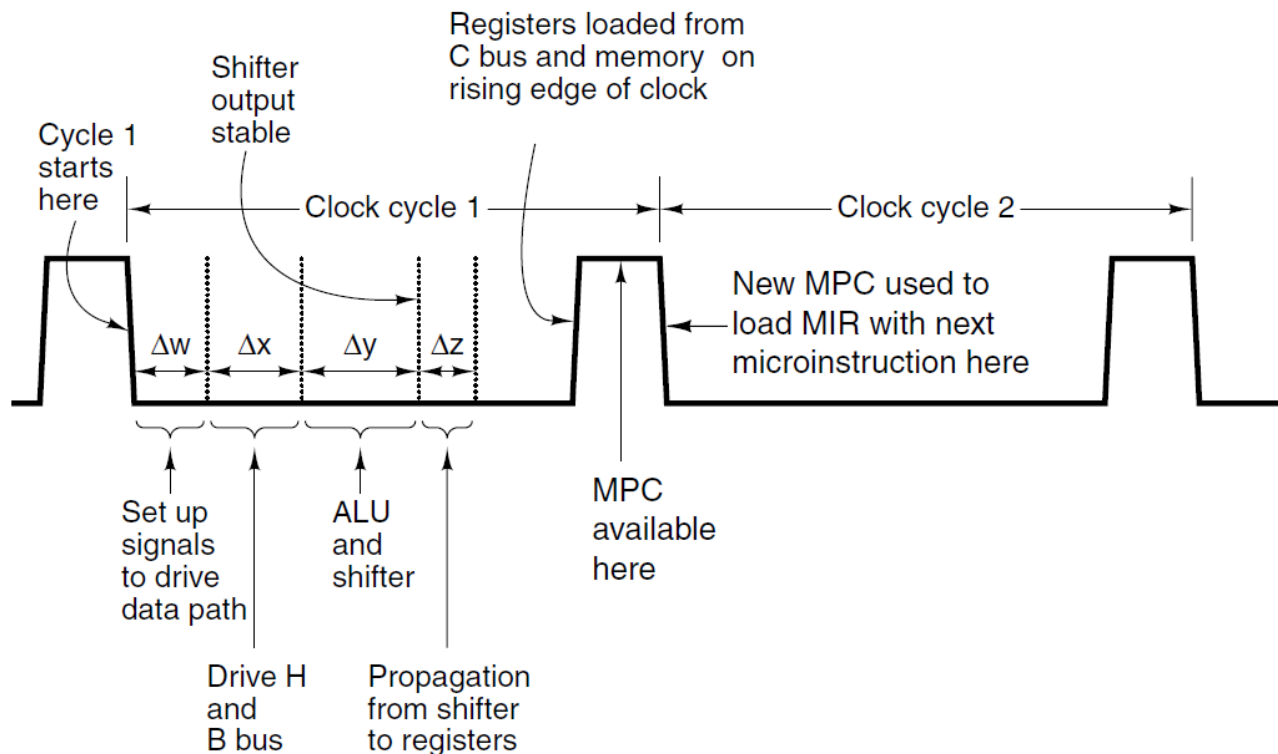 Registers loaded from
C bus and memory on
rising edge of clock
Shifter
output
stable
Cycle 1
starts
here
Clock cycle 1
Clock cycle 2
New MPC used to
load MIR with next
microinstruction here
Δw
Δx
Δy
Δz
Set up
signals
to drive
data path
ALU
and
shifter
MPC
available
here
Drive H
and
B bus
Propagation
from shifter
to registers